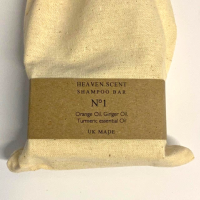 HEAVEN SCENT
SHAMPOO BAR
Nº1
Orange Oil, Ginger Oil,
Turmeric essential Oil
UK MADE